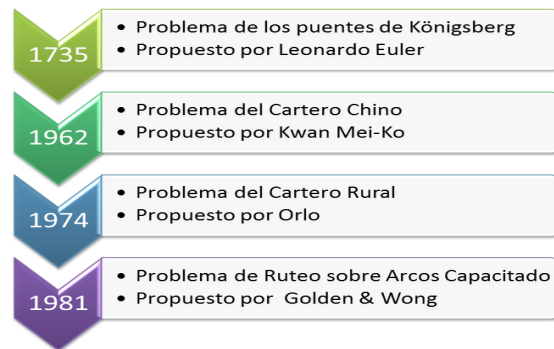 1735
• Problema de los puentes de Königsberg
• Propuesto por Leonardo Euler
1962
• Problema del Cartero Chino
• Propuesto por Kwan Mei-Ko
1974
• Problema del Cartero Rural
• Propuesto por Orlo
1981
• Problema de Ruteo sobre Arcos Capacitado
• Propuesto por Golden & Wong